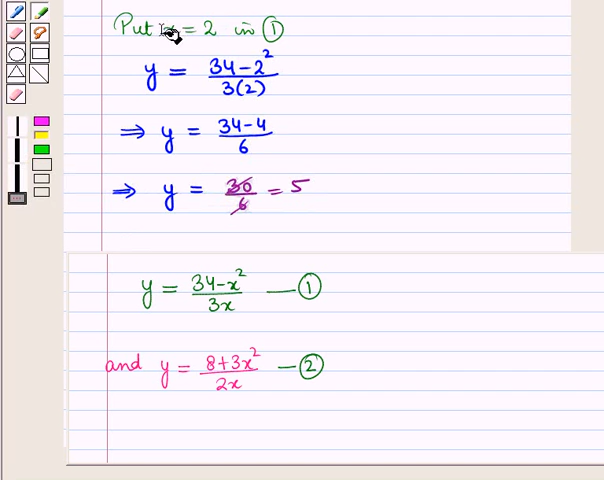 Put x = 2 in ①
y = (34-2²)/(3(2))
⇒ y = (34-4)/6
⇒ y = 30/6 = 5
y = (34-x²)/(3x) — ①
and y = (8+3x²)/(2x) — ②